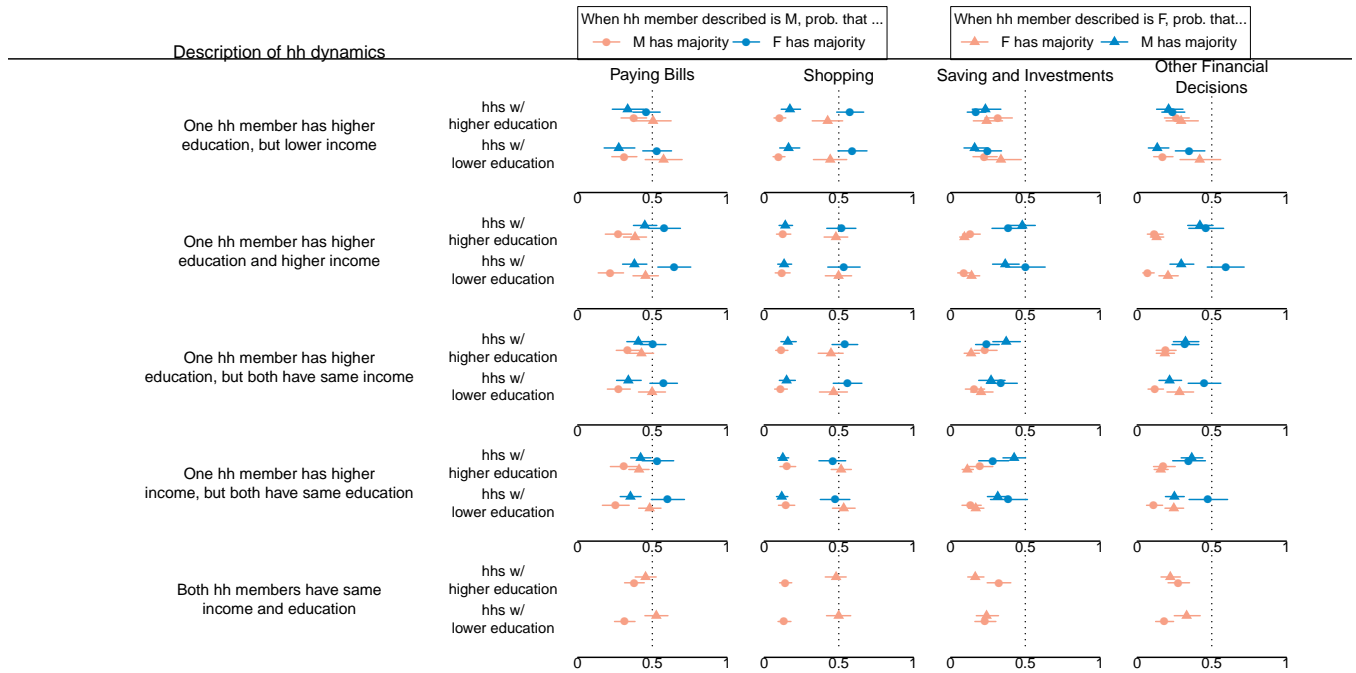 When hh member described is M, prob. that ...
M has majority F has majority
When hh member described is F, prob. that...
F has majority M has majority
Description of hh dynamics
Paying Bills
Shopping
Saving and Investments
Other Financial
Decisions
One hh member has higher
education, but lower income
hhs w/
higher education
hhs w/
lower education
0 0.5 1
0 0.5 1
0 0.5 1
0 0.5 1
One hh member has higher
education and higher income
hhs w/
higher education
hhs w/
lower education
0 0.5 1
0 0.5 1
0 0.5 1
0 0.5 1
One hh member has higher
education, but both have same income
hhs w/
higher education
hhs w/
lower education
0 0.5 1
0 0.5 1
0 0.5 1
0 0.5 1
One hh member has higher
income, but both have same education
hhs w/
higher education
hhs w/
lower education
0 0.5 1
0 0.5 1
0 0.5 1
0 0.5 1
Both hh members have same
income and education
hhs w/
higher education
hhs w/
lower education
0 0.5 1
0 0.5 1
0 0.5 1
0 0.5 1